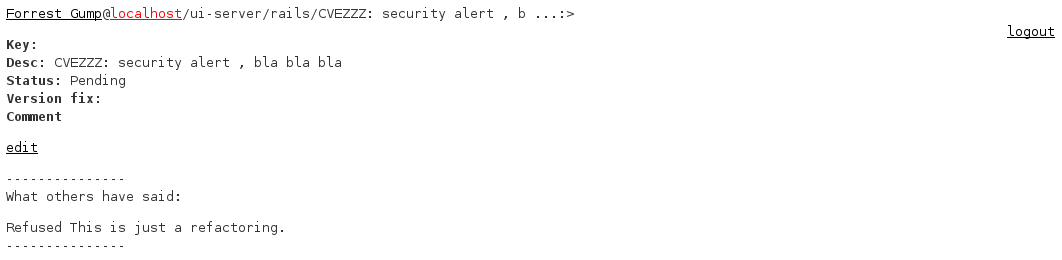 Forrest Gump@localhost/ui-server/rails/CVEZZZ: security alert , b ...:>
logout
Key:
Desc: CVEZZZ: security alert , bla bla bla
Status: Pending
Version fix:
Comment
edit
---------------
What others have said:
Refused This is just a refactoring.
---------------